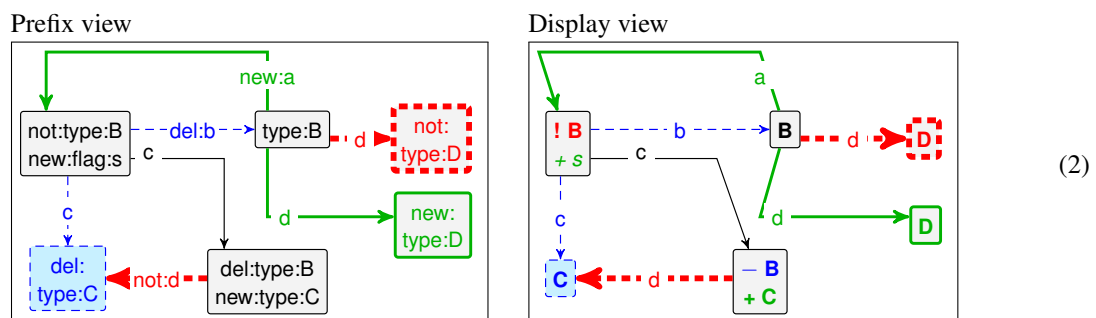 Prefix view
new:a
not:type:B
new:flag:s
del:b
type:B
d
not:
type:D
c
c
d
new:
type:D
del:
type:C
not:d
del:type:B
new:type:C
Display view
a
! B
+ s
b
B
d
D
c
c
d
D
C
d
− B
+ C
(2)